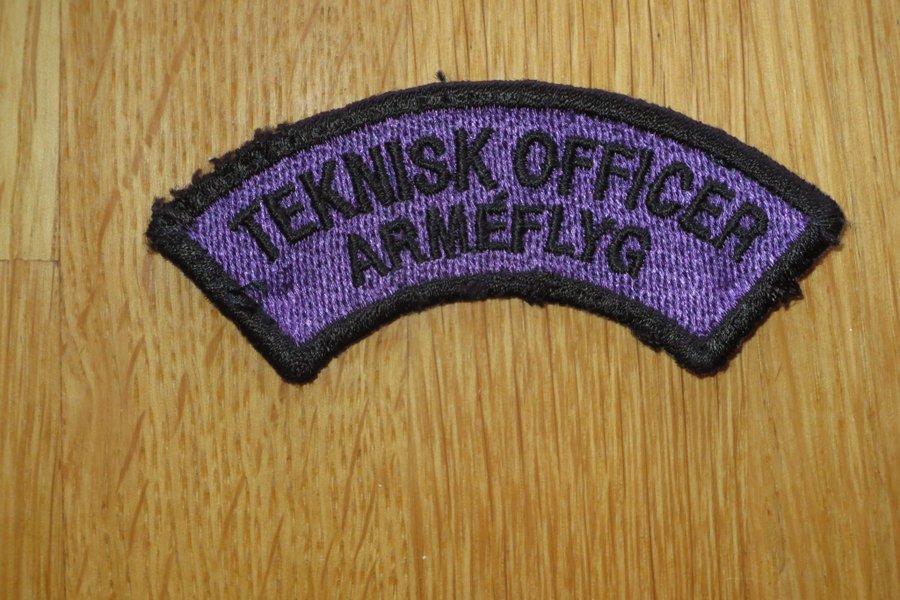 TEKNISK OFFICER
ARMÉFLYG